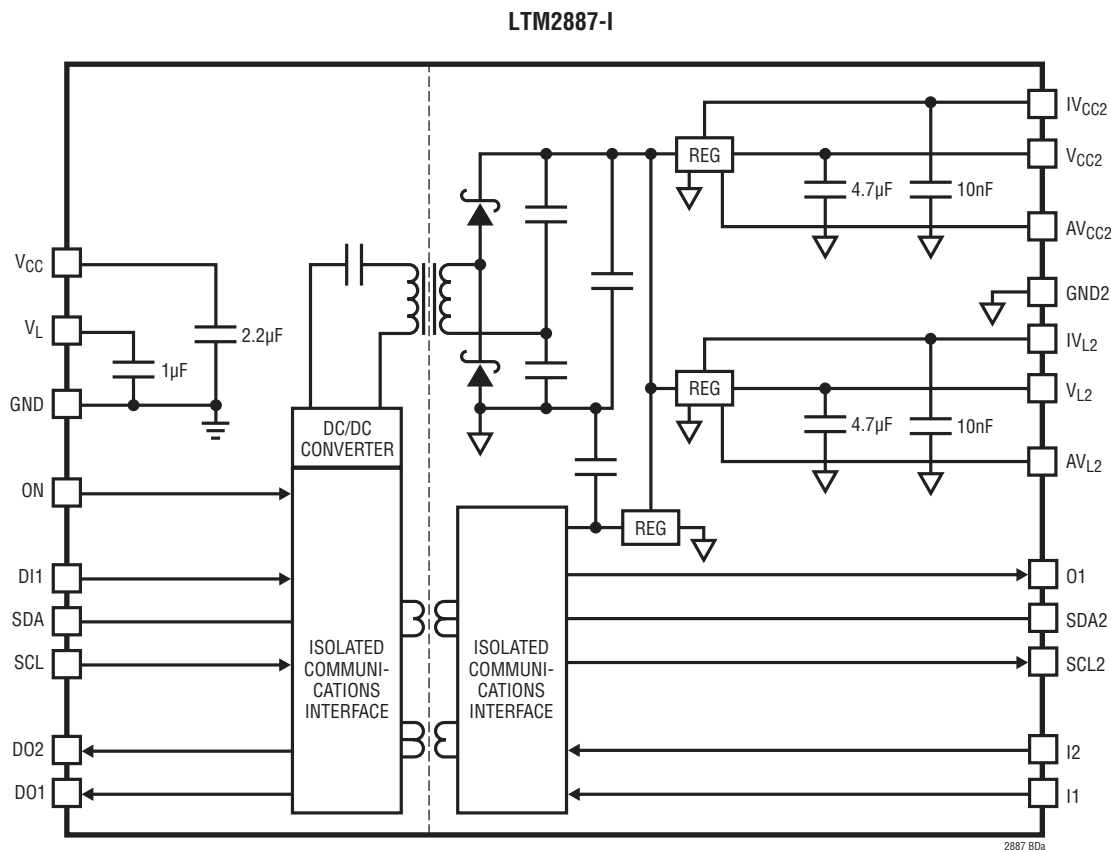 LTM2887-I
VCC
VL
GND
ON
DI1
SDA
SCL
DO2
DO1
2.2µF
1µF
DC/DC
CONVERTER
ISOLATED
COMMUNI-
CATIONS
INTERFACE
ISOLATED
COMMUNI-
CATIONS
INTERFACE
REG
REG
REG
4.7µF
10nF
4.7µF
10nF
IVCC2
VCC2
AVCC2
GND2
IVL2
VL2
AVL2
O1
SDA2
SCL2
I2
I1
2887 BDa